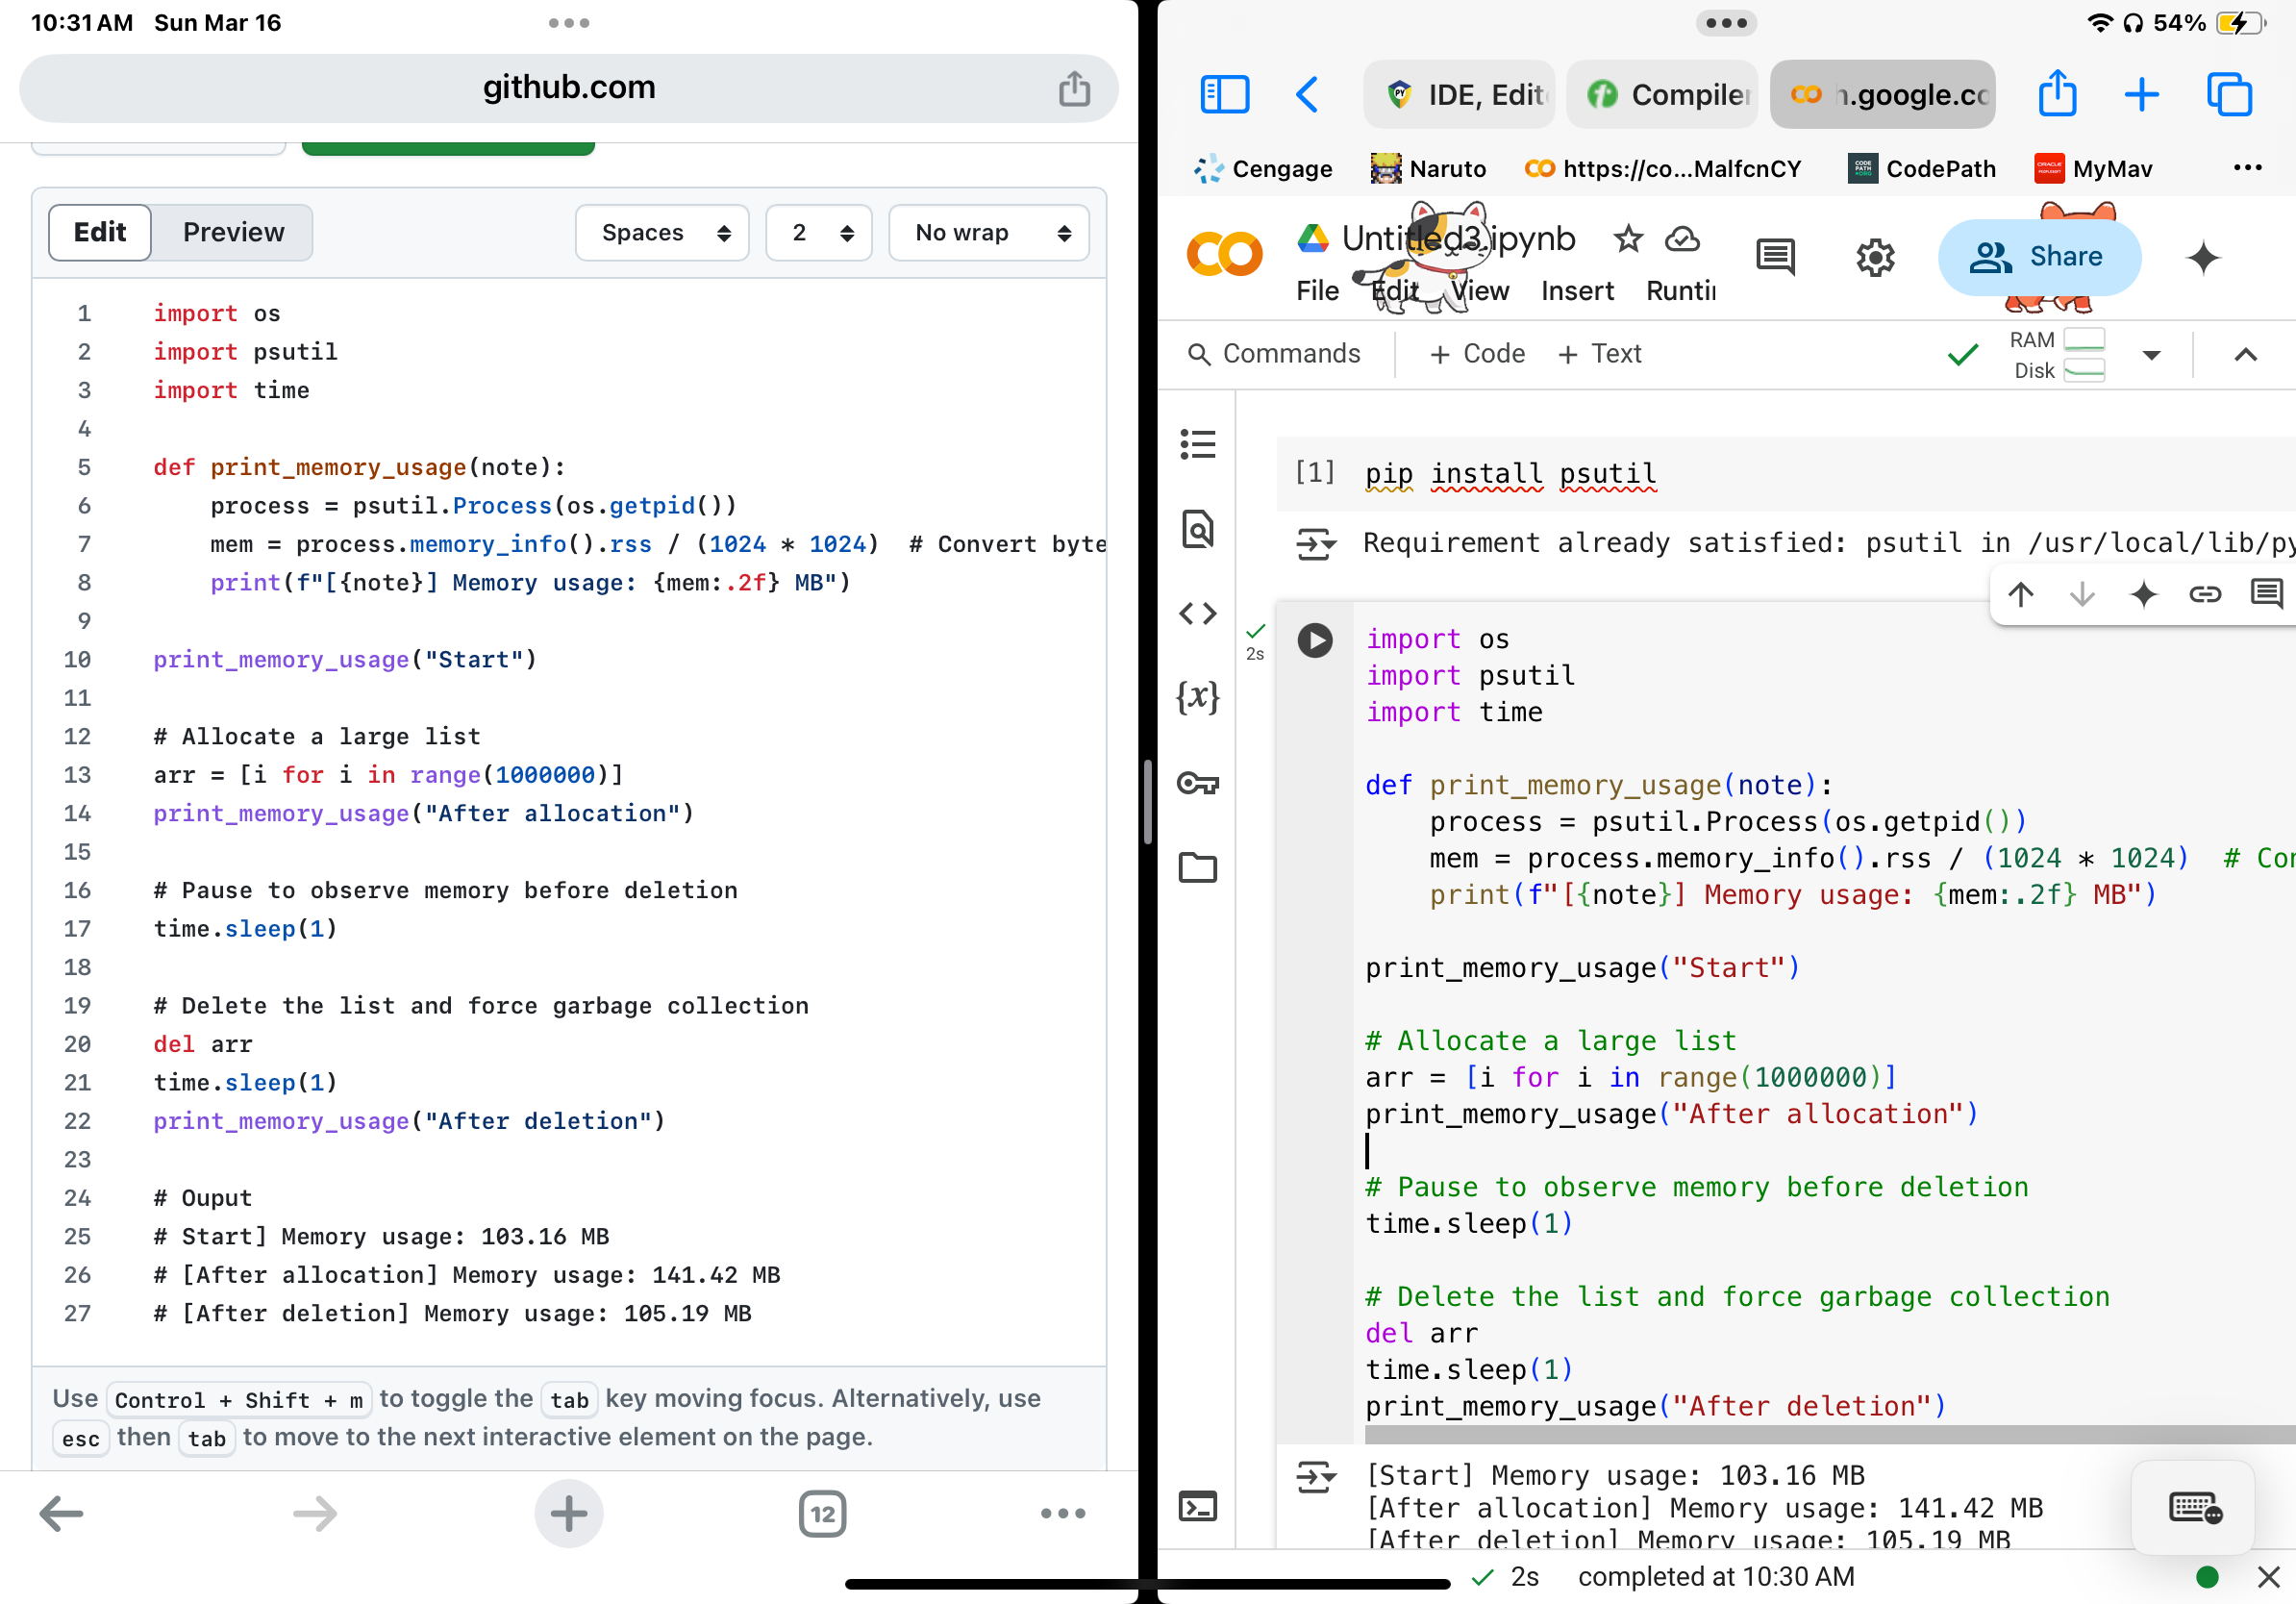 10:31 AM Sun Mar 16
54%
github.com
Edit Preview Spaces 2 No wrap
1 import os
2 import psutil
3 import time
4
5 def print_memory_usage(note):
6 process = psutil.Process(os.getpid())
7 mem = process.memory_info().rss / (1024 * 1024) # Convert byte
8 print(f"[{note}] Memory usage: {mem:.2f} MB")
9
10 print_memory_usage("Start")
11
12 # Allocate a large list
13 arr = [i for i in range(1000000)]
14 print_memory_usage("After allocation")
15
16 # Pause to observe memory before deletion
17 time.sleep(1)
18
19 # Delete the list and force garbage collection
20 del arr
21 time.sleep(1)
22 print_memory_usage("After deletion")
23
24 # Ouput
25 # Start] Memory usage: 103.16 MB
26 # [After allocation] Memory usage: 141.42 MB
27 # [After deletion] Memory usage: 105.19 MB
Use Control + Shift + m to toggle the tab key moving focus. Alternatively, use
esc then tab to move to the next interactive element on the page.
12
IDE, Edit Compiler h.google.co
Cengage Naruto https://co...MalfcnCY CodePath MyMav
Untitled3.ipynb
Share
File Edit View Insert Runti
Commands + Code + Text
RAM
Disk
[1] pip install psutil
Requirement already satisfied: psutil in /usr/local/lib/py
2s
import os
import psutil
import time
def print_memory_usage(note):
process = psutil.Process(os.getpid())
mem = process.memory_info().rss / (1024 * 1024) # Con
print(f"[{note}] Memory usage: {mem:.2f} MB")
print_memory_usage("Start")
# Allocate a large list
arr = [i for i in range(1000000)]
print_memory_usage("After allocation")
# Pause to observe memory before deletion
time.sleep(1)
# Delete the list and force garbage collection
del arr
time.sleep(1)
print_memory_usage("After deletion")
[Start] Memory usage: 103.16 MB
[After allocation] Memory usage: 141.42 MB
[After deletion] Memory usage: 105.19 MB
2s completed at 10:30 AM